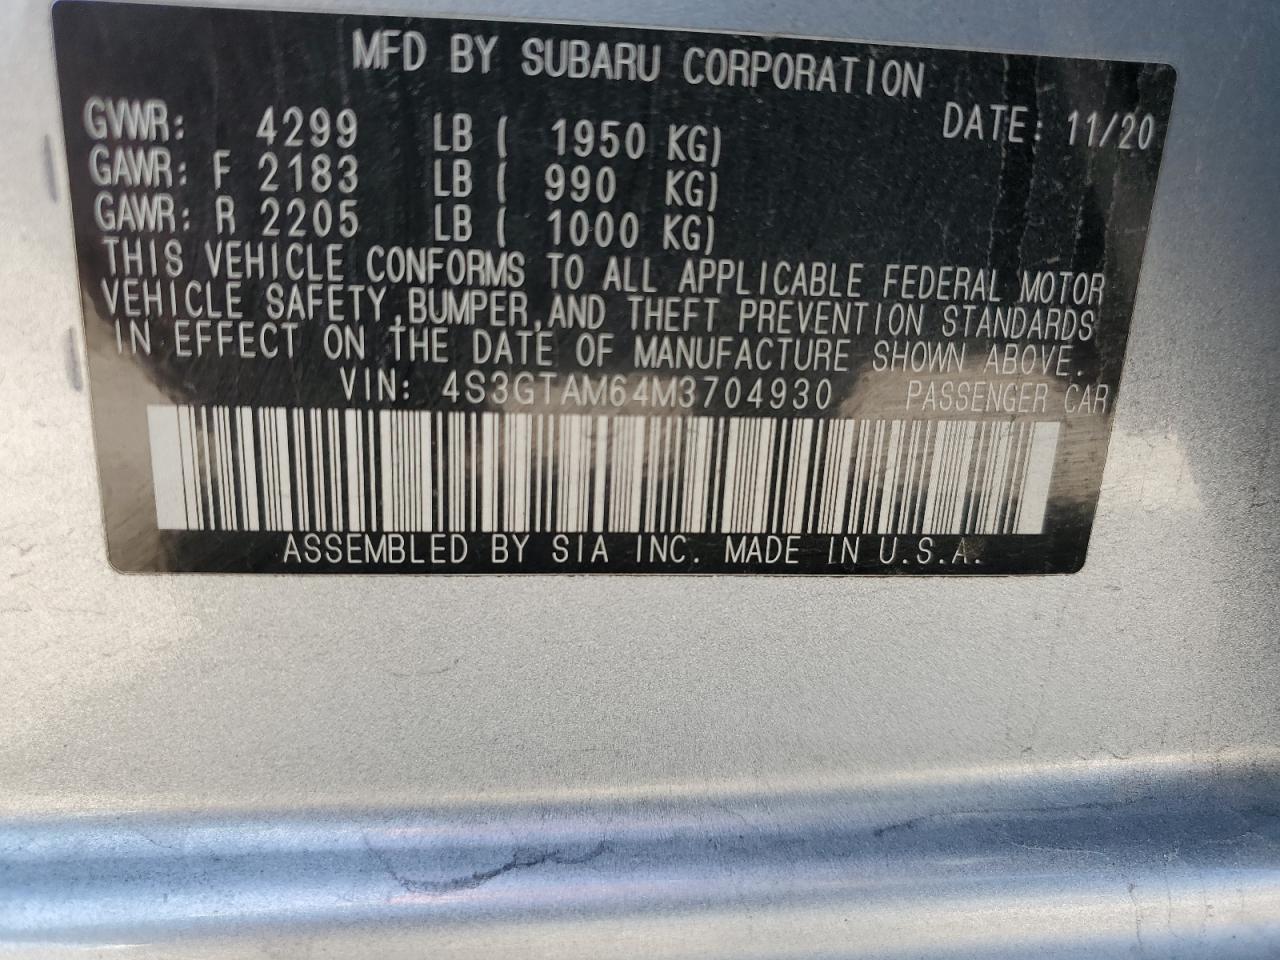 MFD BY SUBARU CORPORATION
GVWR: 4299 LB ( 1950 KG) DATE: 11/20
GAWR: F 2183 LB ( 990 KG)
GAWR: R 2205 LB ( 1000 KG)
THIS VEHICLE CONFORMS TO ALL APPLICABLE FEDERAL MOTOR
VEHICLE SAFETY,BUMPER,AND THEFT PREVENTION STANDARDS
IN EFFECT ON THE DATE OF MANUFACTURE SHOWN ABOVE.
VIN: 4S3GTAM64M3704930 PASSENGER CAR
ASSEMBLED BY SIA INC. MADE IN U.S.A.